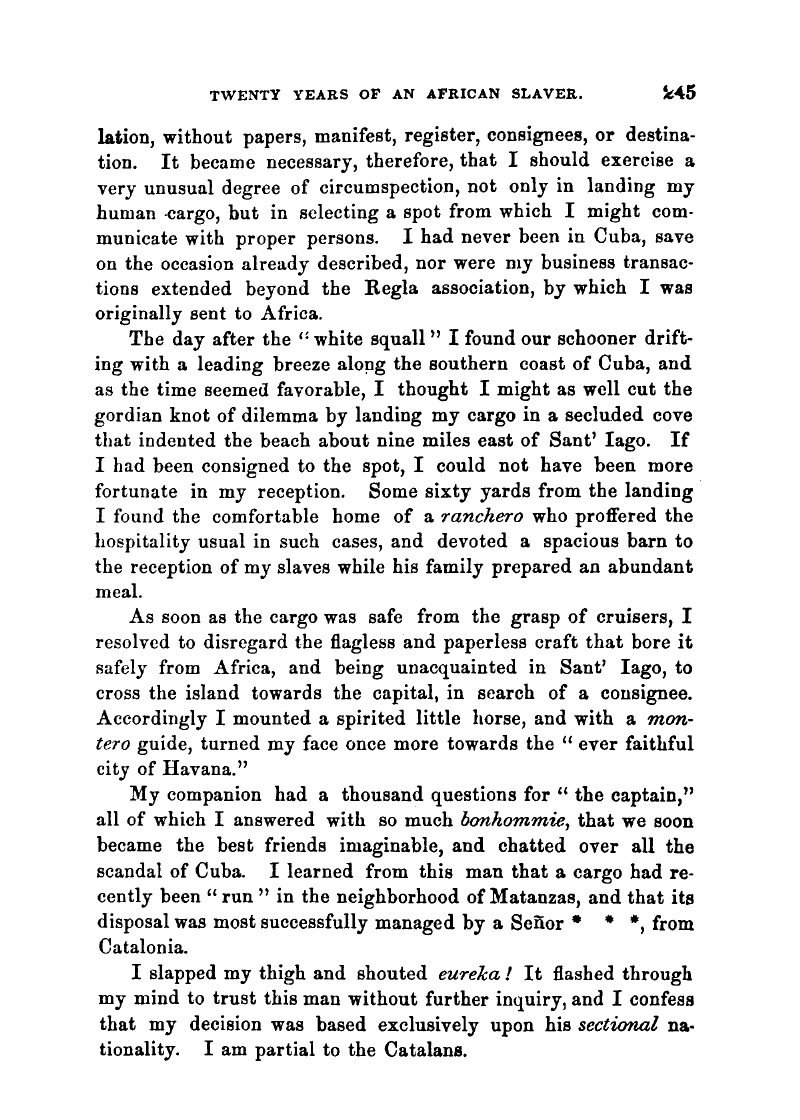 TWENTY YEARS OF AN AFRICAN SLAVER. 245
lation, without papers, manifest, register, consignees, or destina-
tion. It became necessary, therefore, that I should exercise a
very unusual degree of circumspection, not only in landing my
human cargo, but in selecting a spot from which I might com-
municate with proper persons. I had never been in Cuba, save
on the occasion already described, nor were my business transac-
tions extended beyond the Regla association, by which I was
originally sent to Africa.
The day after the “white squall” I found our schooner drift-
ing with a leading breeze along the southern coast of Cuba, and
as the time seemed favorable, I thought I might as well cut the
gordian knot of dilemma by landing my cargo in a secluded cove
that indented the beach about nine miles east of Sant' Iago. If
I had been consigned to the spot, I could not have been more
fortunate in my reception. Some sixty yards from the landing
I found the comfortable home of a ranchero who proffered the
hospitality usual in such cases, and devoted a spacious barn to
the reception of my slaves while his family prepared an abundant
meal.
As soon as the cargo was safe from the grasp of cruisers, I
resolved to disregard the flagless and paperless craft that bore it
safely from Africa, and being unacquainted in Sant' Iago, to
cross the island towards the capital, in search of a consignee.
Accordingly I mounted a spirited little horse, and with a mon-
tero guide, turned my face once more towards the “ ever faithful
city of Havana.”
My companion had a thousand questions for “ the captain,”
all of which I answered with so much bonhommie, that we soon
became the best friends imaginable, and chatted over all the
scandal of Cuba. I learned from this man that a cargo had re-
cently been “ run ” in the neighborhood of Matanzas, and that its
disposal was most successfully managed by a Señor * * *, from
Catalonia.
I slapped my thigh and shouted eureka! It flashed through
my mind to trust this man without further inquiry, and I confess
that my decision was based exclusively upon his sectional na-
tionality. I am partial to the Catalans.